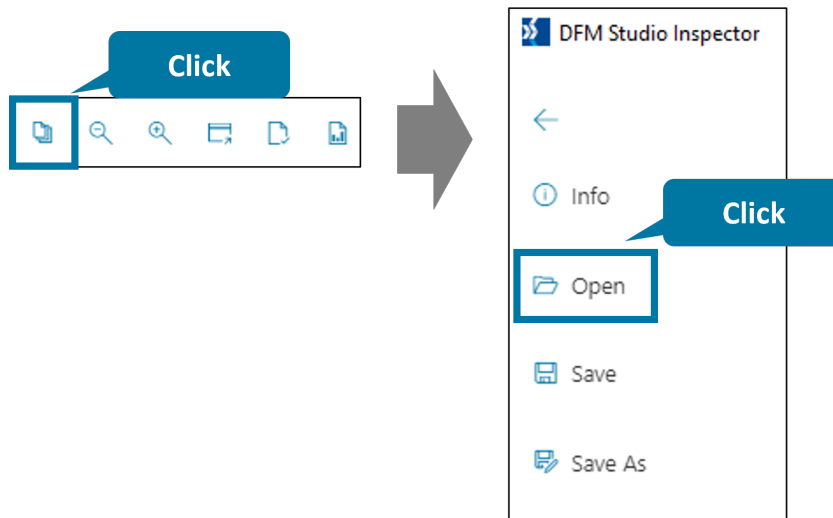 Click
DFM Studio Inspector
Info
Click
Open
Save
Save As